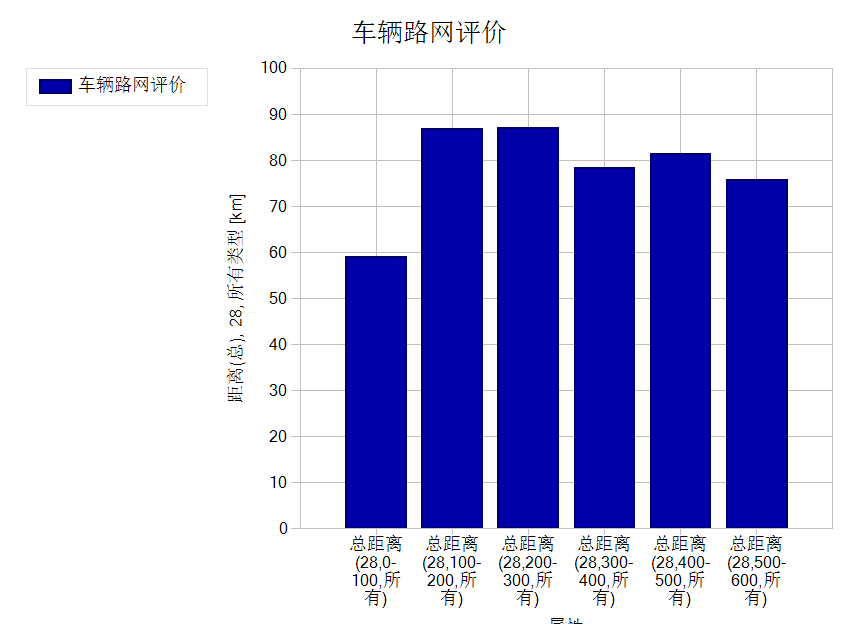 车辆路网评价
车辆路网评价
距离(总), 28, 所有类型 [km]
100
90
80
70
60
50
40
30
20
10
0
总距离
(28,0-
100,所
有)
总距离
(28,100-
200,所
有)
总距离
(28,200-
300,所
有)
总距离
(28,300-
400,所
有)
总距离
(28,400-
500,所
有)
总距离
(28,500-
600,所
有)
属性